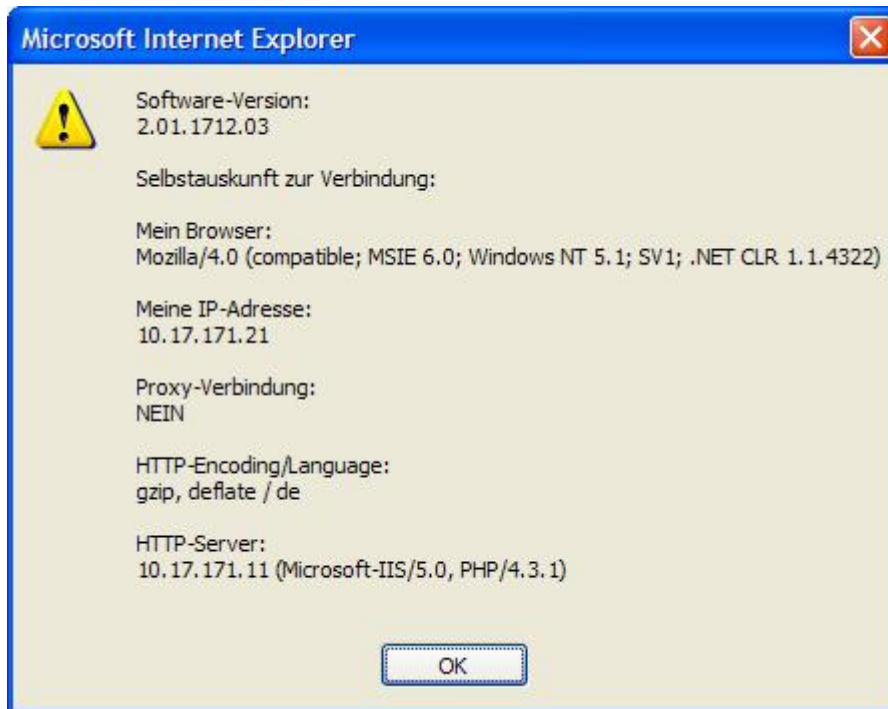 Microsoft Internet Explorer
Software-Version:
2.01.1712.03
Selbstauskunft zur Verbindung:
Mein Browser:
Mozilla/4.0 (compatible; MSIE 6.0; Windows NT 5.1; SV1; .NET CLR 1.1.4322)
Meine IP-Adresse:
10.17.171.21
Proxy-Verbindung:
NEIN
HTTP-Encoding/Language:
gzip, deflate / de
HTTP-Server:
10.17.171.11 (Microsoft-IIS/5.0, PHP/4.3.1)
OK